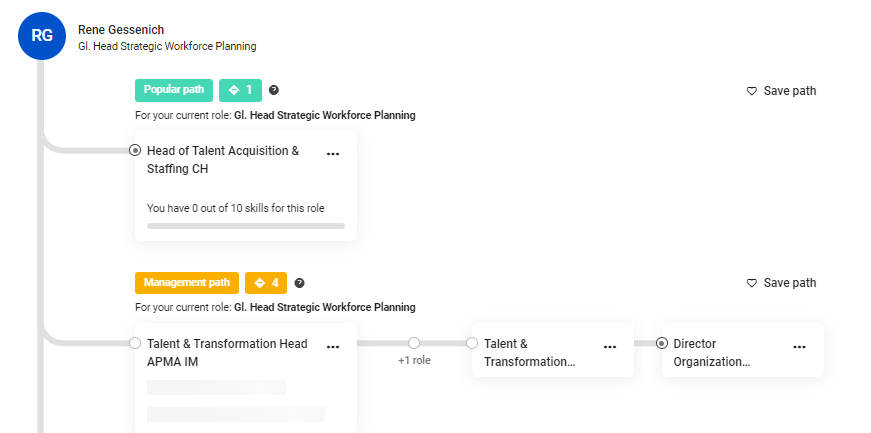 RG
Rene Gessenich
Gl. Head Strategic Workforce Planning
Popular path 1 ?
Save path
For your current role: Gl. Head Strategic Workforce Planning
Head of Talent Acquisition &
Staffing CH
You have 0 out of 10 skills for this role
Management path 4 ?
Save path
For your current role: Gl. Head Strategic Workforce Planning
Talent & Transformation Head
APMA IM
+1 role
Talent &
Transformation...
Director
Organization...